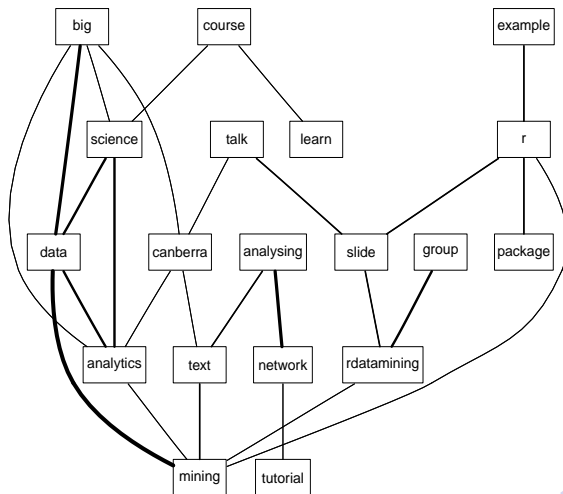 big
course
example
science
talk
learn
r
data
canberra
analysing
slide
group
package
analytics
text
network
rdatamining
mining
tutorial